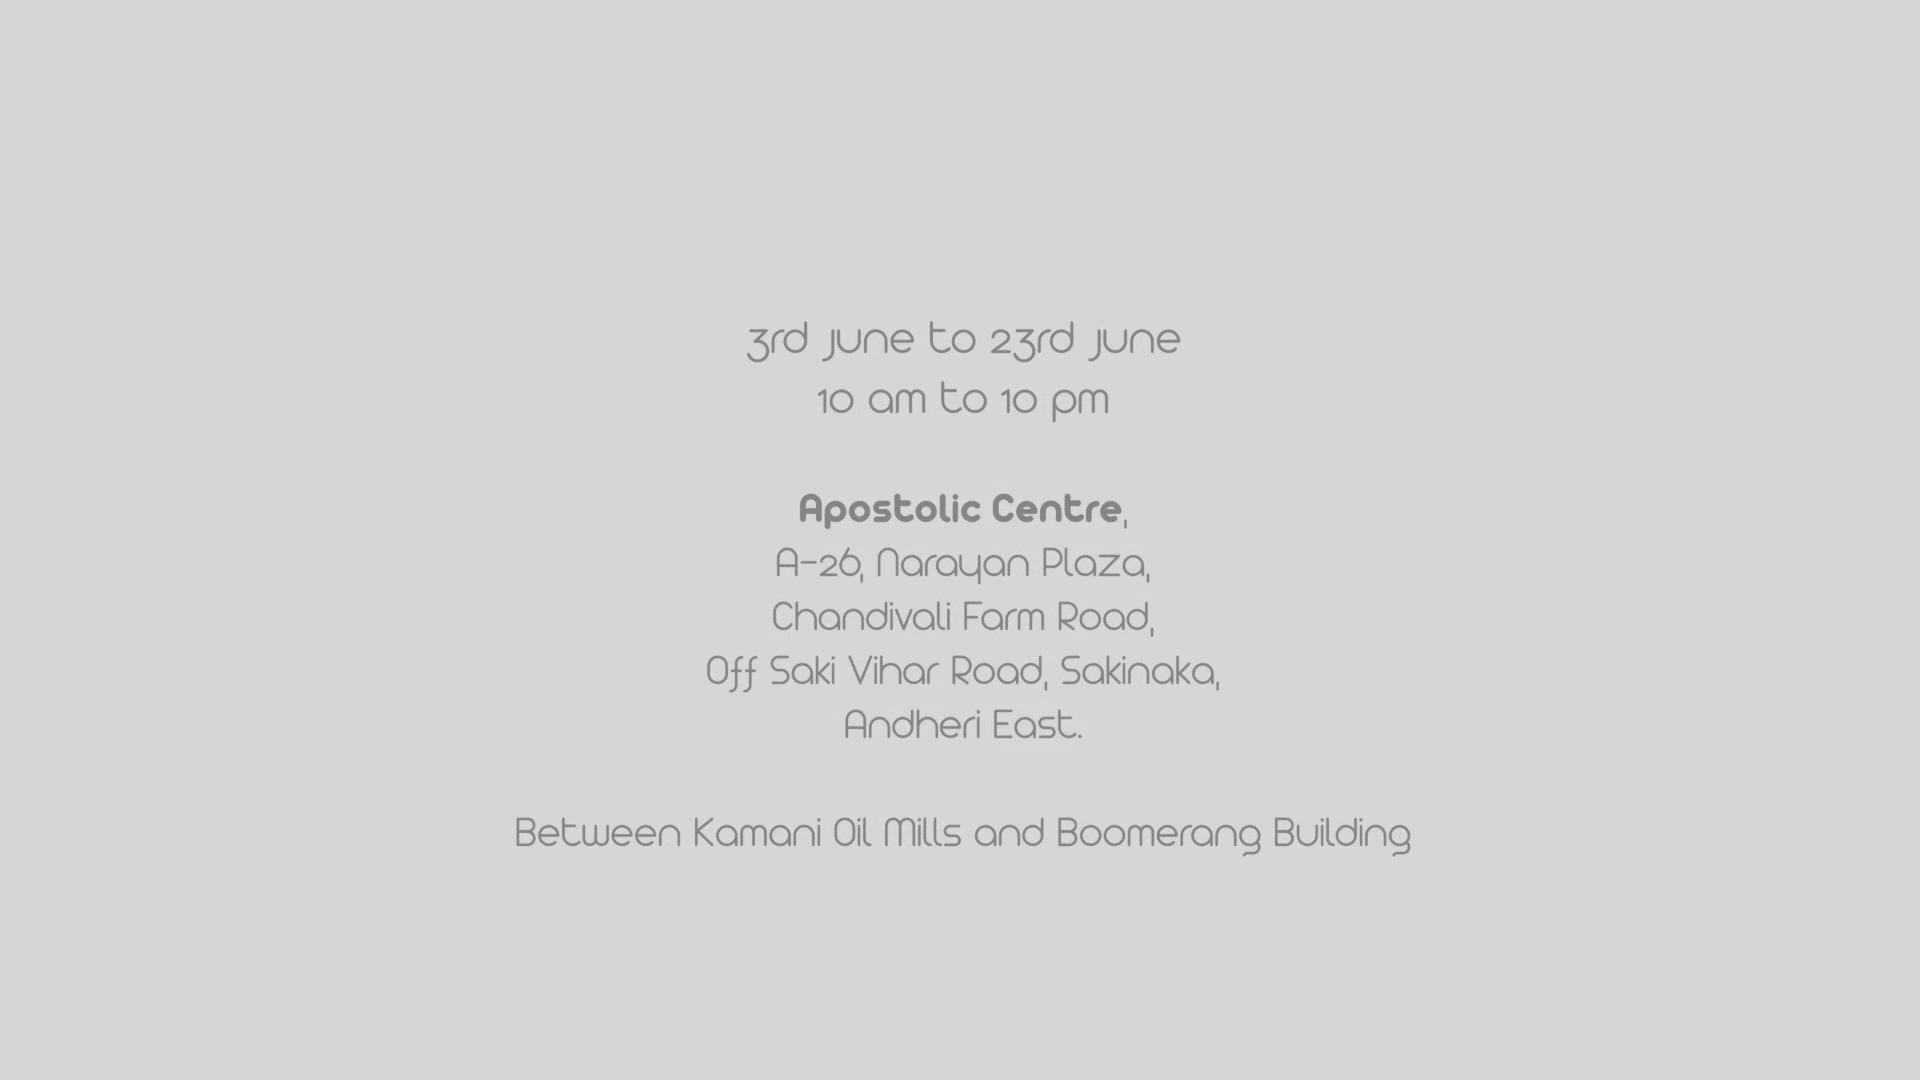 3rd June to 23rd June
10 am to 10 pm
Apostolic Centre,
A-26, Narayan Plaza,
Chandivali Farm Road,
Off Saki Vihar Road, Sakinaka,
Andheri East.
Between Kamani Oil Mills and Boomerang Building